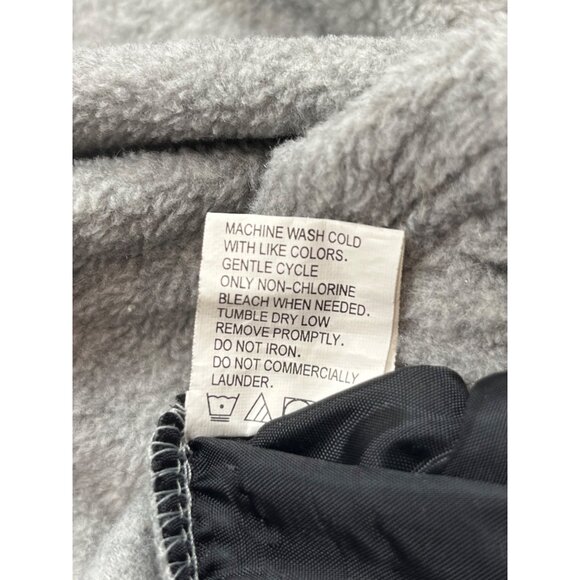 MACHINE WASH COLD
WITH LIKE COLORS.
GENTLE CYCLE
ONLY NON-CHLORINE
BLEACH WHEN NEEDED.
TUMBLE DRY LOW
REMOVE PROMPTLY.
DO NOT IRON.
DO NOT COMMERCIALLY
LAUNDER.